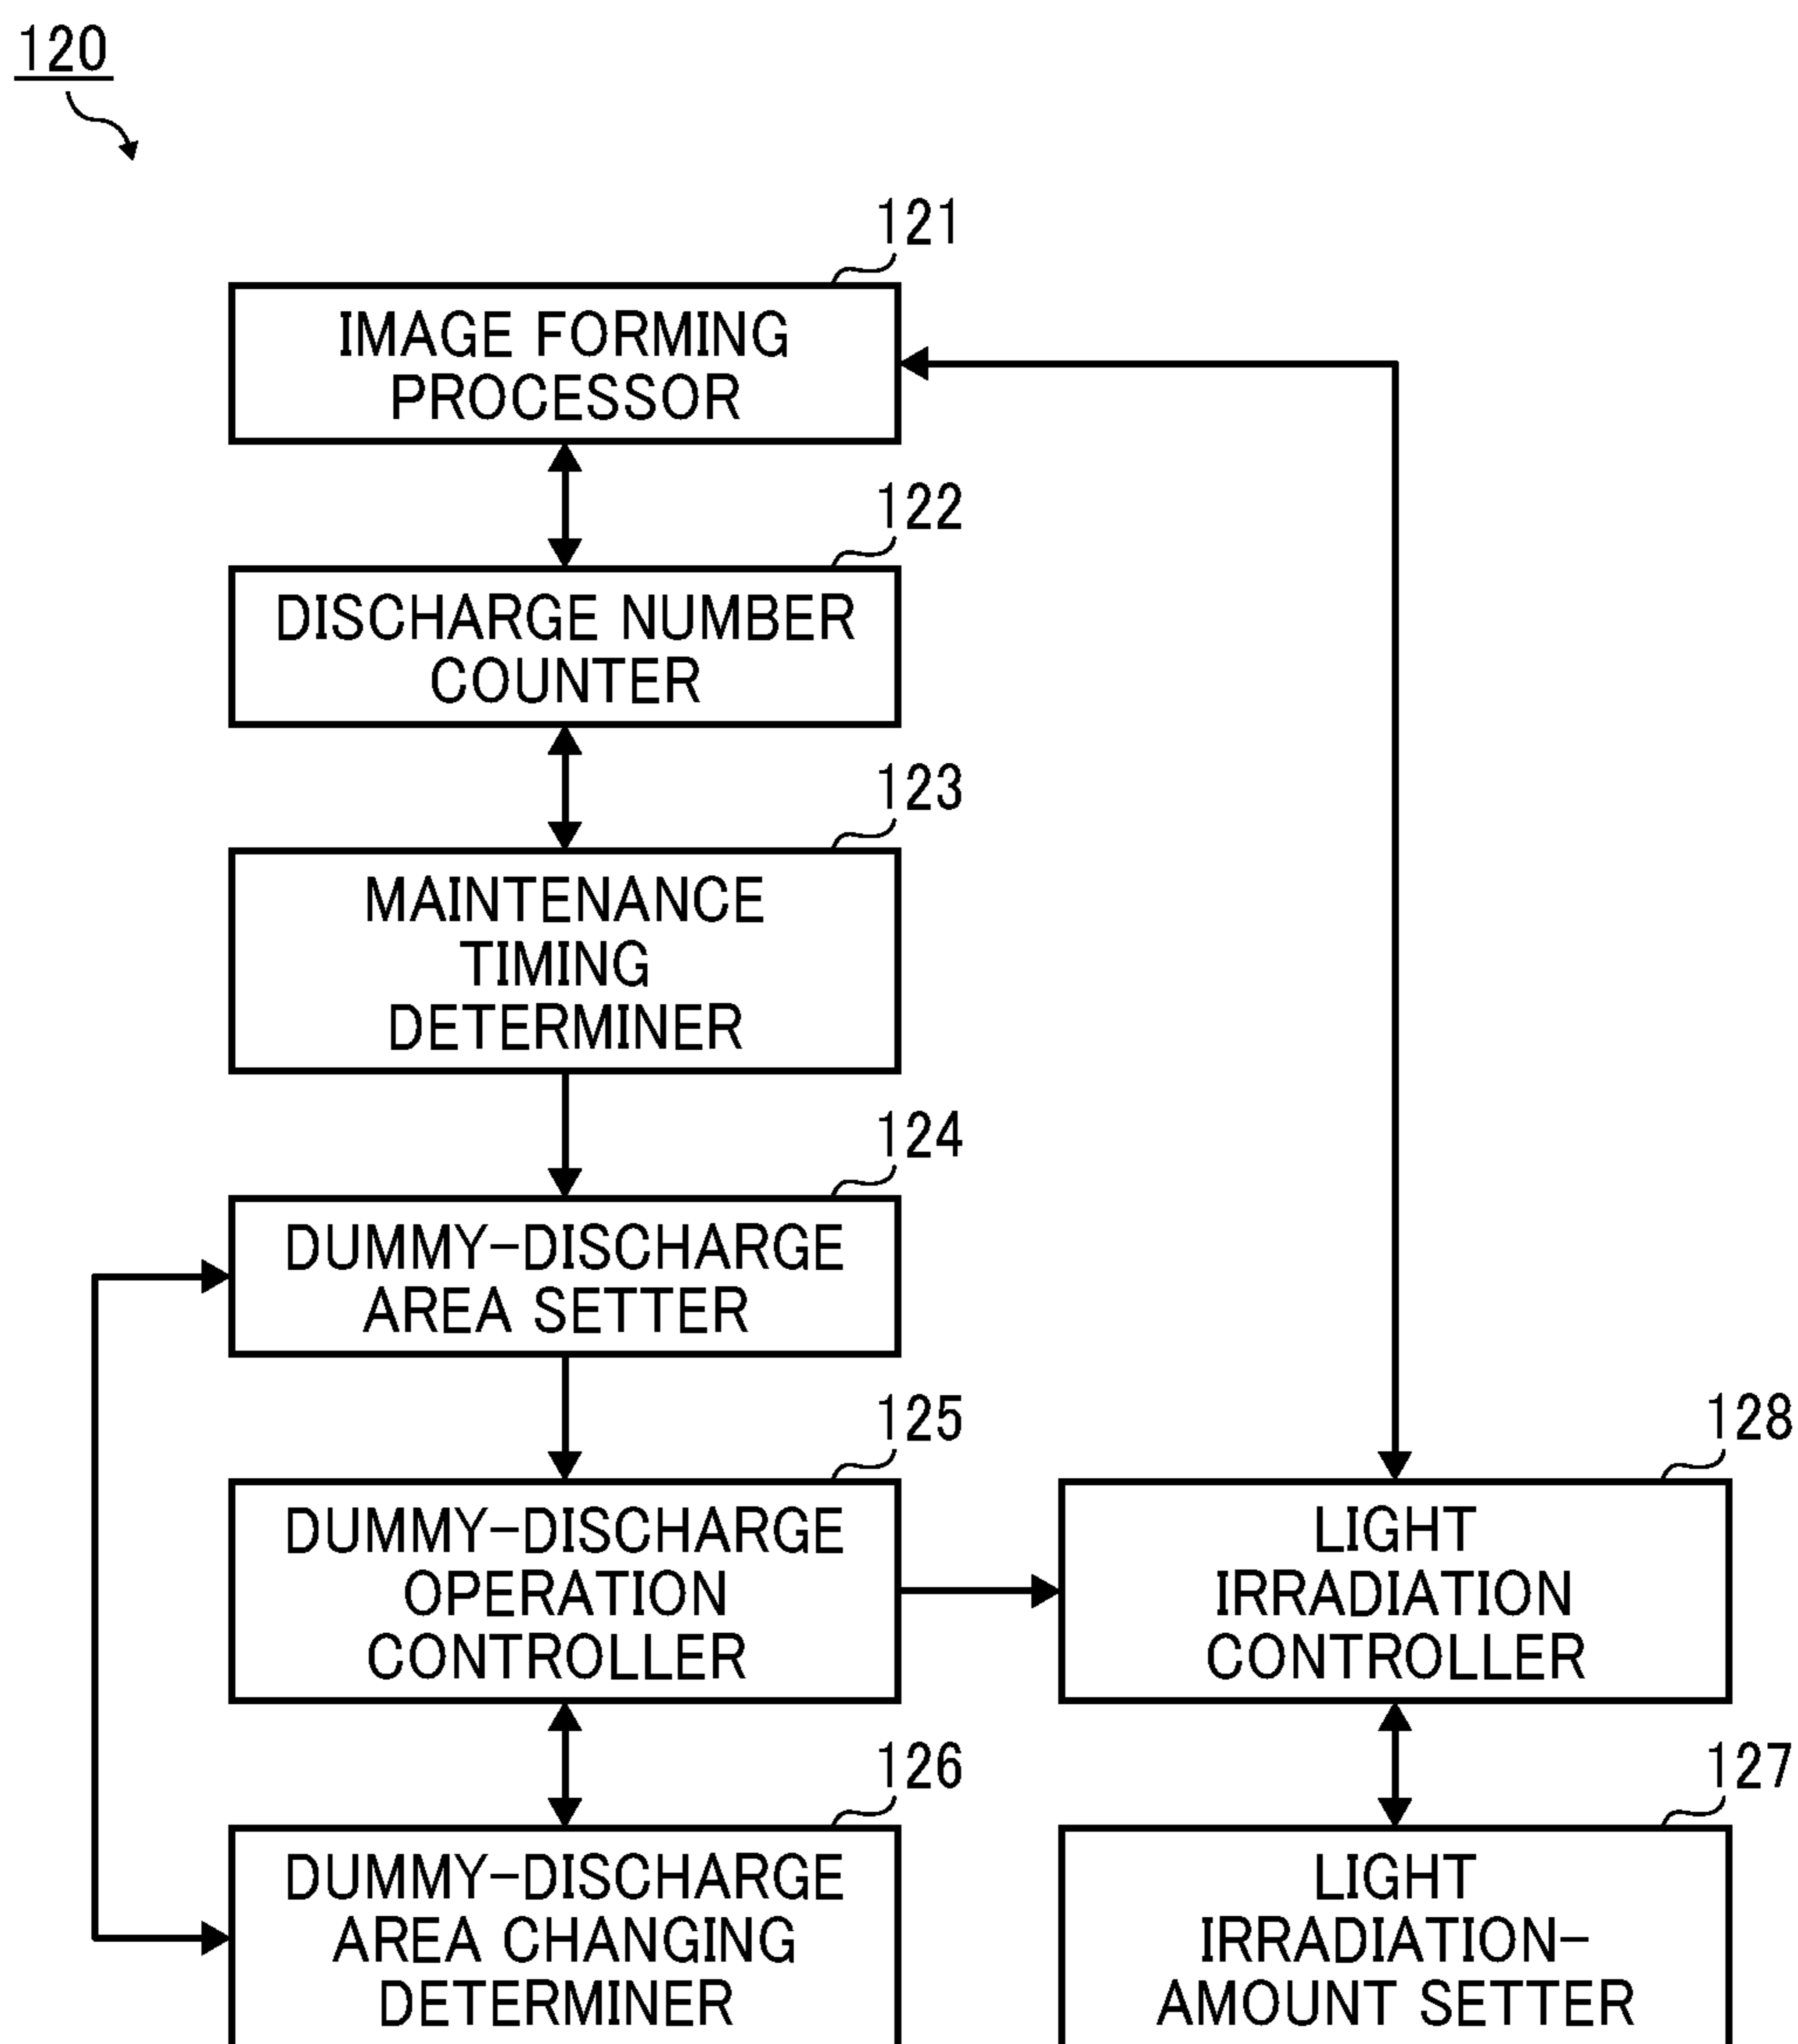 120
121
IMAGE FORMING
PROCESSOR
122
DISCHARGE NUMBER
COUNTER
123
MAINTENANCE
TIMING
DETERMINER
124
DUMMY-DISCHARGE
AREA SETTER
125
DUMMY-DISCHARGE
OPERATION
CONTROLLER
128
LIGHT
IRRADIATION
CONTROLLER
126
DUMMY-DISCHARGE
AREA CHANGING
DETERMINER
127
LIGHT
IRRADIATION-
AMOUNT SETTER